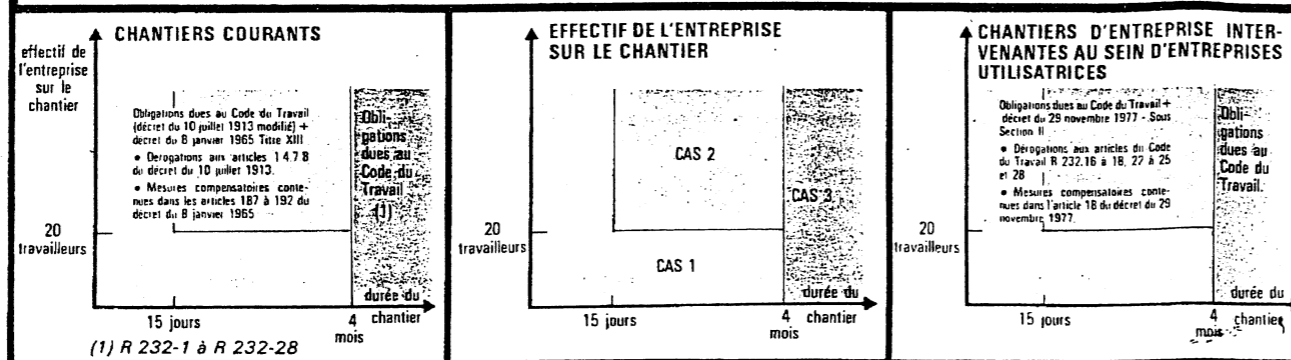 CHANTIERS COURANTS
effectif de
l'entreprise
sur le
chantier
Obligations dues au Code du Travail
(décret du 10 juillet 1913 modifié) +
décret du 8 janvier 1965 Titre XIII
• Dérogations aux articles 1 4 7 8
du décret du 10 juillet 1913.
• Mesures compensatoires conte-
nues dans les articles 187 à 192 du
décret du 8 janvier 1965
Obli-
gations
dues au
Code du
Travail
(1)
20
travailleurs
15 jours
4
mois
durée du
chantier
(1) R 232-1 à R 232-28
EFFECTIF DE L'ENTREPRISE
SUR LE CHANTIER
CAS 2
CAS 3
20
travailleurs
CAS 1
15 jours
4
mois
durée du
chantier
CHANTIERS D'ENTREPRISE INTER-
VENANTES AU SEIN D'ENTREPRISES
UTILISATRICES
Obligations dues au Code du Travail +
décret du 29 novembre 1977 - Sous
Section II
• Dérogations aux articles du Code
du Travail R 232.16 à 18, 27 à 25
et 28
• Mesures compensatoires conte-
nues dans l'article 18 du décret du 29
novembre 1977.
Obli-
gations
dues au
Code du
Travail.
20
travailleurs
15 jours
4
mois
durée du
chantier